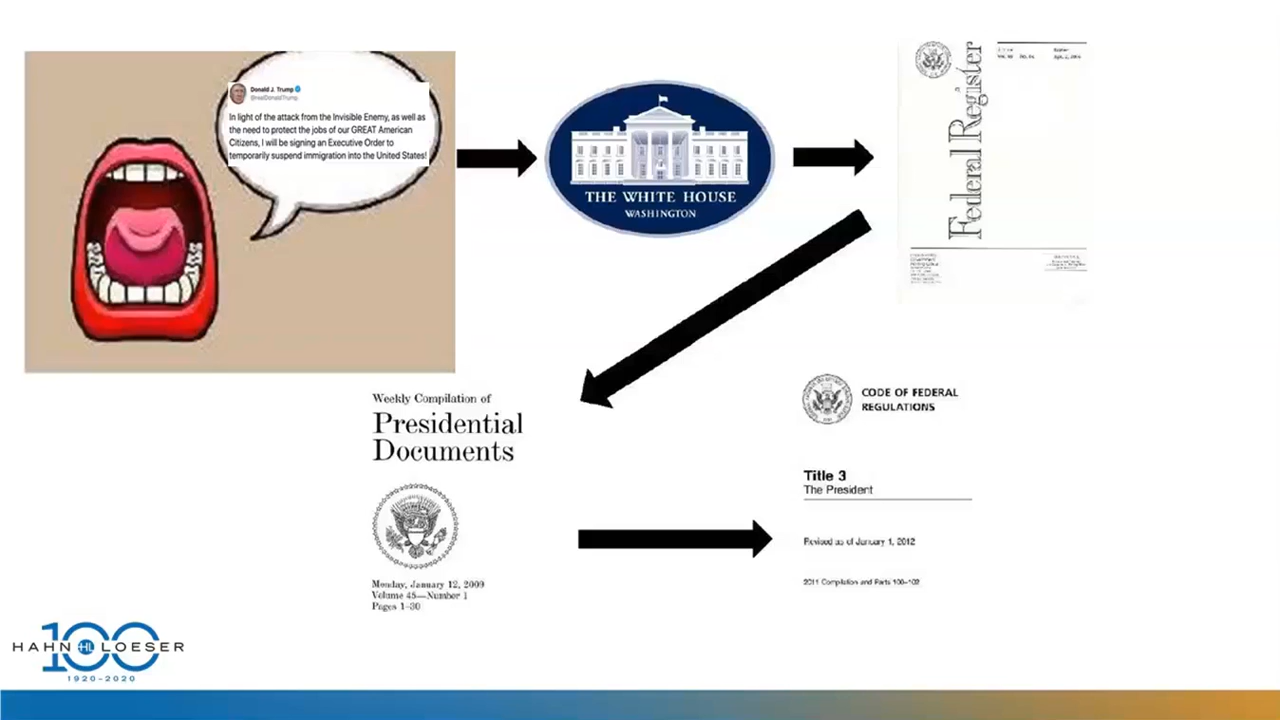 Donald J. Trump
@realDonaldTrump
In light of the attack from the Invisible Enemy, as well as
the need to protect the jobs of our GREAT American
Citizens, I will be signing an Executive Order to
temporarily suspend immigration into the United States!
THE WHITE HOUSE
WASHINGTON
Federal Register
Weekly Compilation of
Presidential
Documents
Monday, January 12, 2009
Volume 45—Number 1
Pages 1–30
CODE OF FEDERAL
REGULATIONS
Title 3
The President
Revised as of January 1, 2012
2011 Compilation and Parts 100–102
100
HAHN HL LOESER
1920-2020